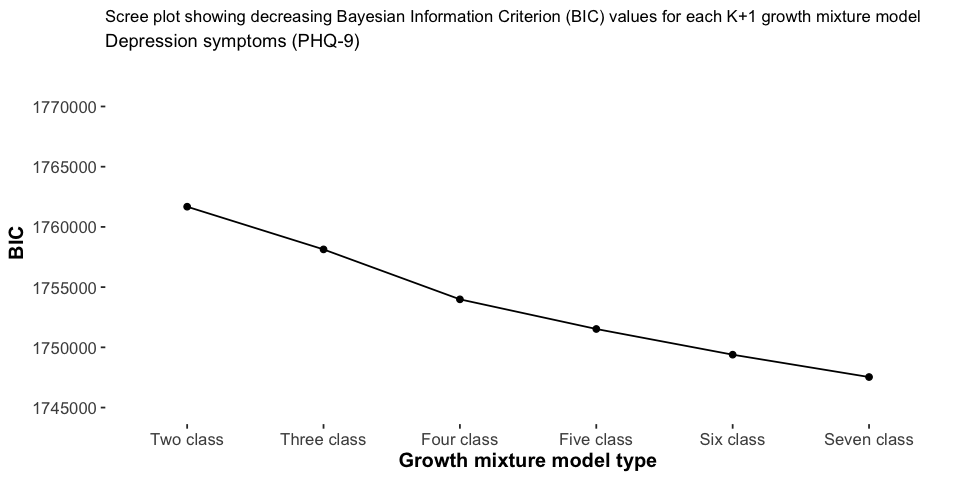 Scree plot showing decreasing Bayesian Information Criterion (BIC) values for each K+1 growth mixture model
Depression symptoms (PHQ-9)
1770000
1765000
1760000
1755000
1750000
1745000
BIC
Two class
Three class
Four class
Five class
Six class
Seven class
Growth mixture model type